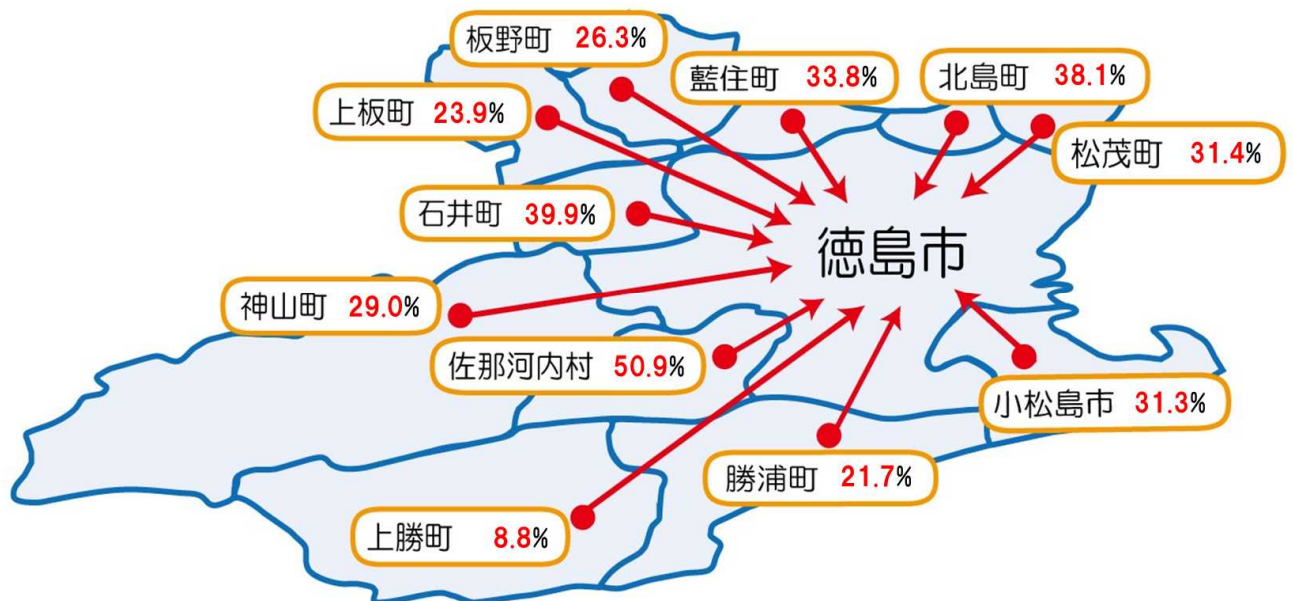 板野町 26.3%
藍住町 33.8%
北島町 38.1%
上板町 23.9%
松茂町 31.4%
石井町 39.9%
徳島市
神山町 29.0%
佐那河内村 50.9%
小松島市 31.3%
勝浦町 21.7%
上勝町 8.8%